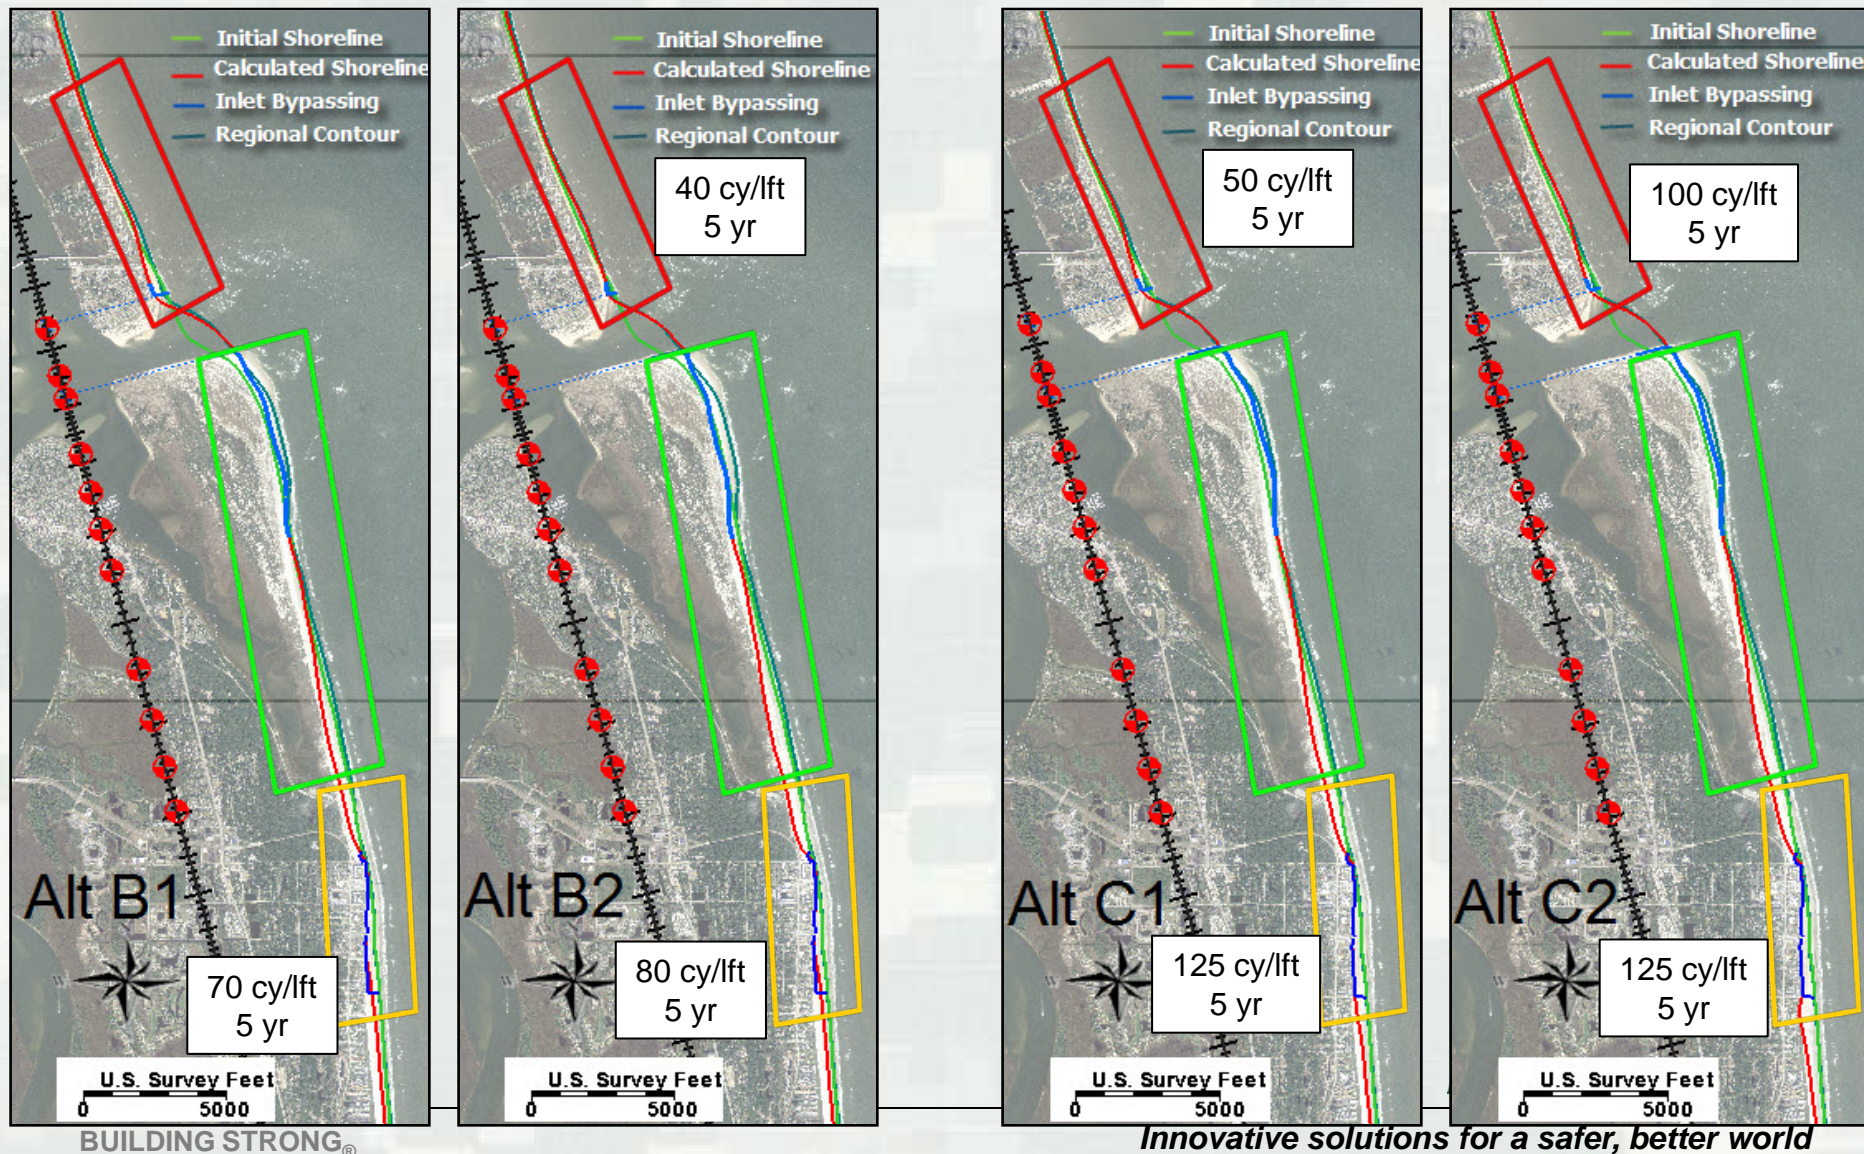 Initial Shoreline
Calculated Shoreline
Inlet Bypassing
Regional Contour
Alt B1
70 cy/lft
5 yr
U.S. Survey Feet
0 5000
Initial Shoreline
Calculated Shoreline
Inlet Bypassing
Regional Contour
40 cy/lft
5 yr
Alt B2
80 cy/lft
5 yr
U.S. Survey Feet
0 5000
Initial Shoreline
Calculated Shoreline
Inlet Bypassing
Regional Contour
50 cy/lft
5 yr
Alt C1
125 cy/lft
5 yr
U.S. Survey Feet
0 5000
Initial Shoreline
Calculated Shoreline
Inlet Bypassing
Regional Contour
100 cy/lft
5 yr
Alt C2
125 cy/lft
5 yr
U.S. Survey Feet
0 5000
BUILDING STRONG®
Innovative solutions for a safer, better world